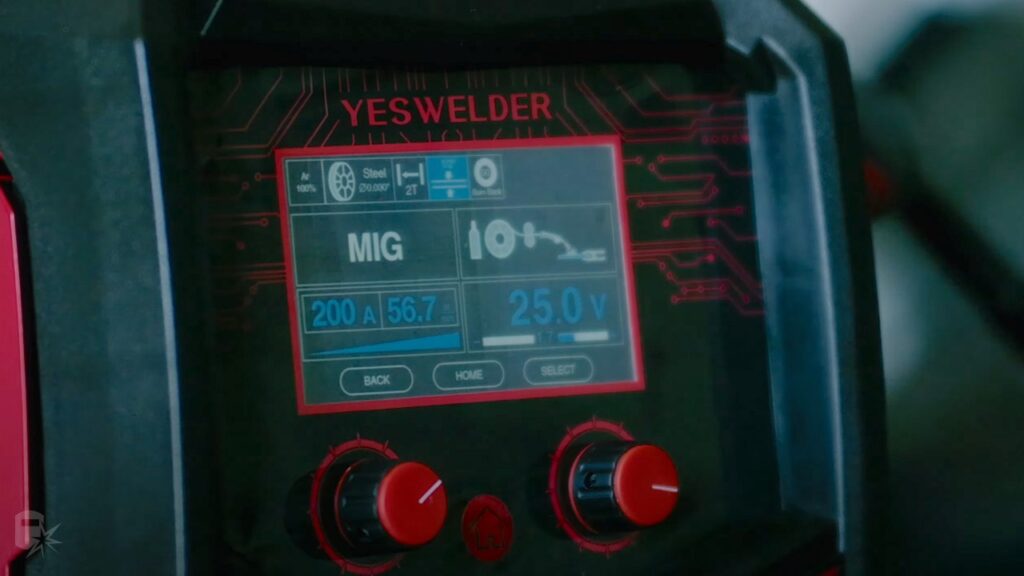 YESWELDER
Ar
100%
Steel
Ø0.030"
2T
MIG
200 A 56.7
25.0 V
BACK HOME SELECT